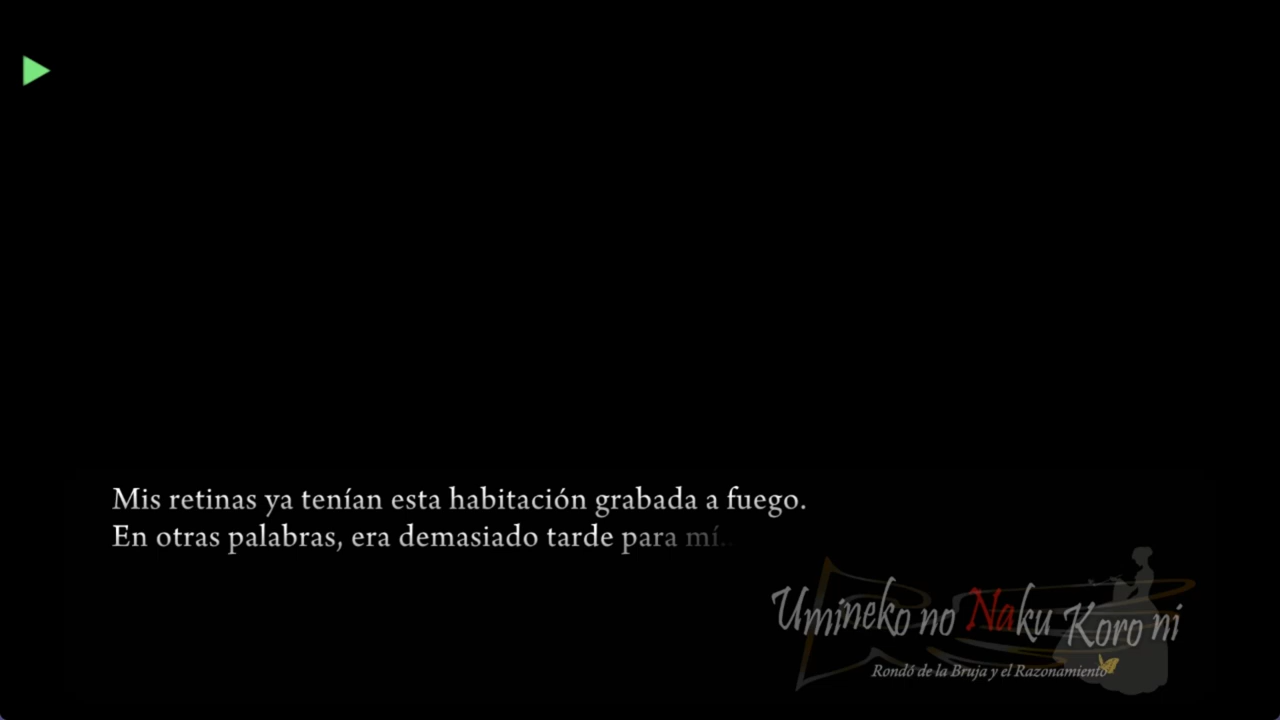 Mis retinas ya tenían esta habitación grabada a fuego.
En otras palabras, era demasiado tarde para mí..
Umineko no Naku Koro ni
Rondó de la Bruja y el Razonamiento